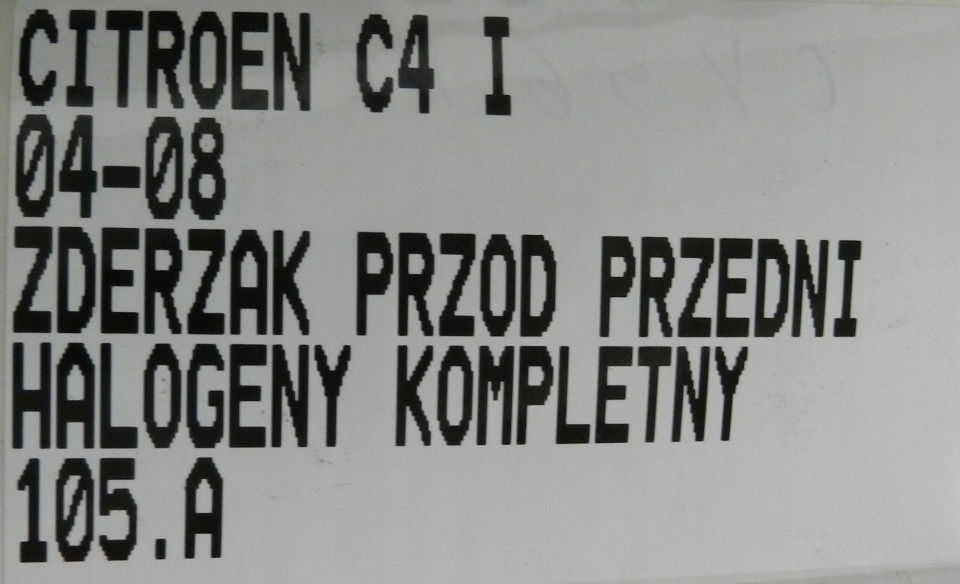 CITROEN C4 I
04-08
ZDERZAK PRZOD PRZEDNI
HALOGENY KOMPLETNY
105.A